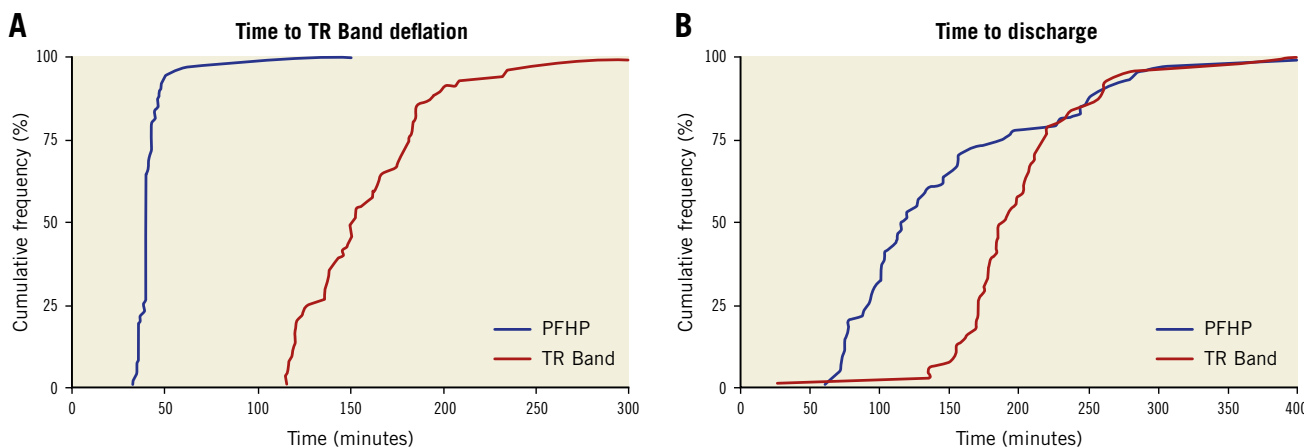 A
Time to TR Band deflation
100
75
50
25
0
Cumulative frequency (%)
0 50 100 150 200 250 300
Time (minutes)
PFHP
TR Band
B
Time to discharge
100
75
50
25
0
Cumulative frequency (%)
0 50 100 150 200 250 300 350 400
Time (minutes)
PFHP
TR Band